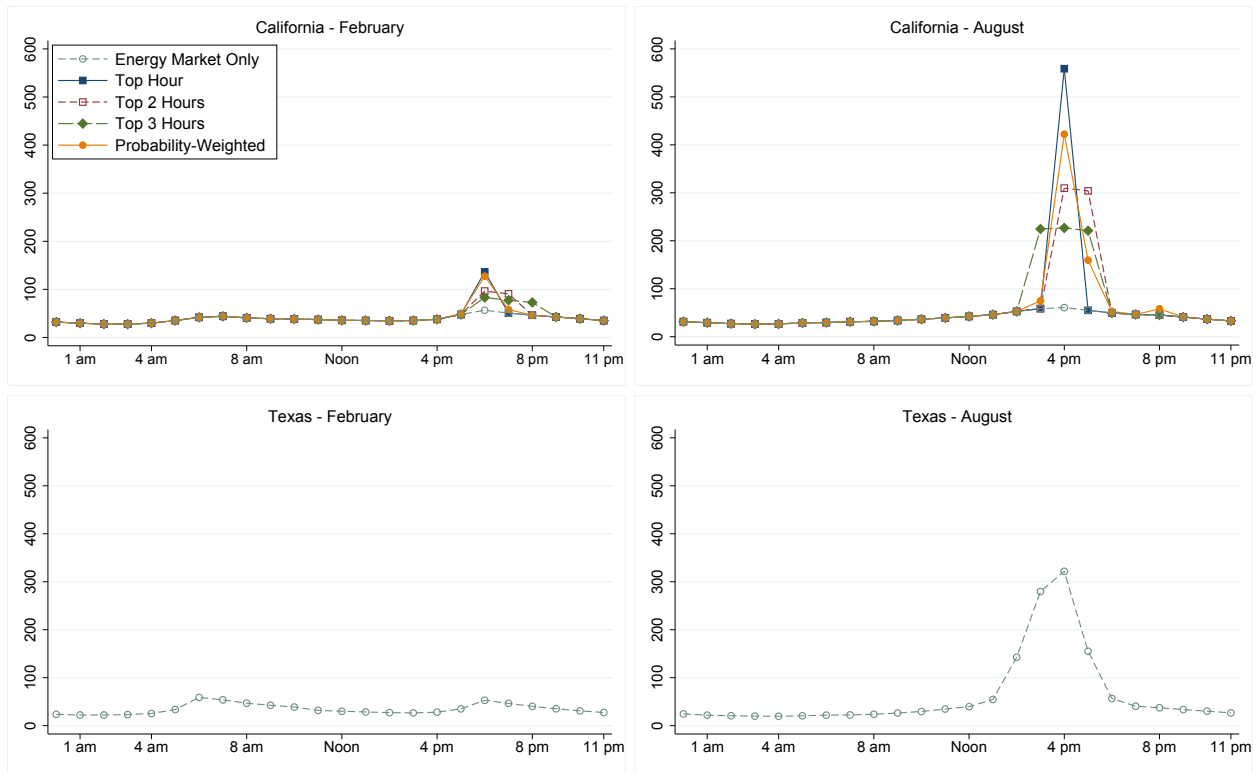 California - February
600
500
400
300
200
100
0
Energy Market Only
Top Hour
Top 2 Hours
Top 3 Hours
Probability-Weighted
1 am 4 am 8 am Noon 4 pm 8 pm 11 pm
California - August
600
500
400
300
200
100
0
1 am 4 am 8 am Noon 4 pm 8 pm 11 pm
Texas - February
600
500
400
300
200
100
0
1 am 4 am 8 am Noon 4 pm 8 pm 11 pm
Texas - August
600
500
400
300
200
100
0
1 am 4 am 8 am Noon 4 pm 8 pm 11 pm